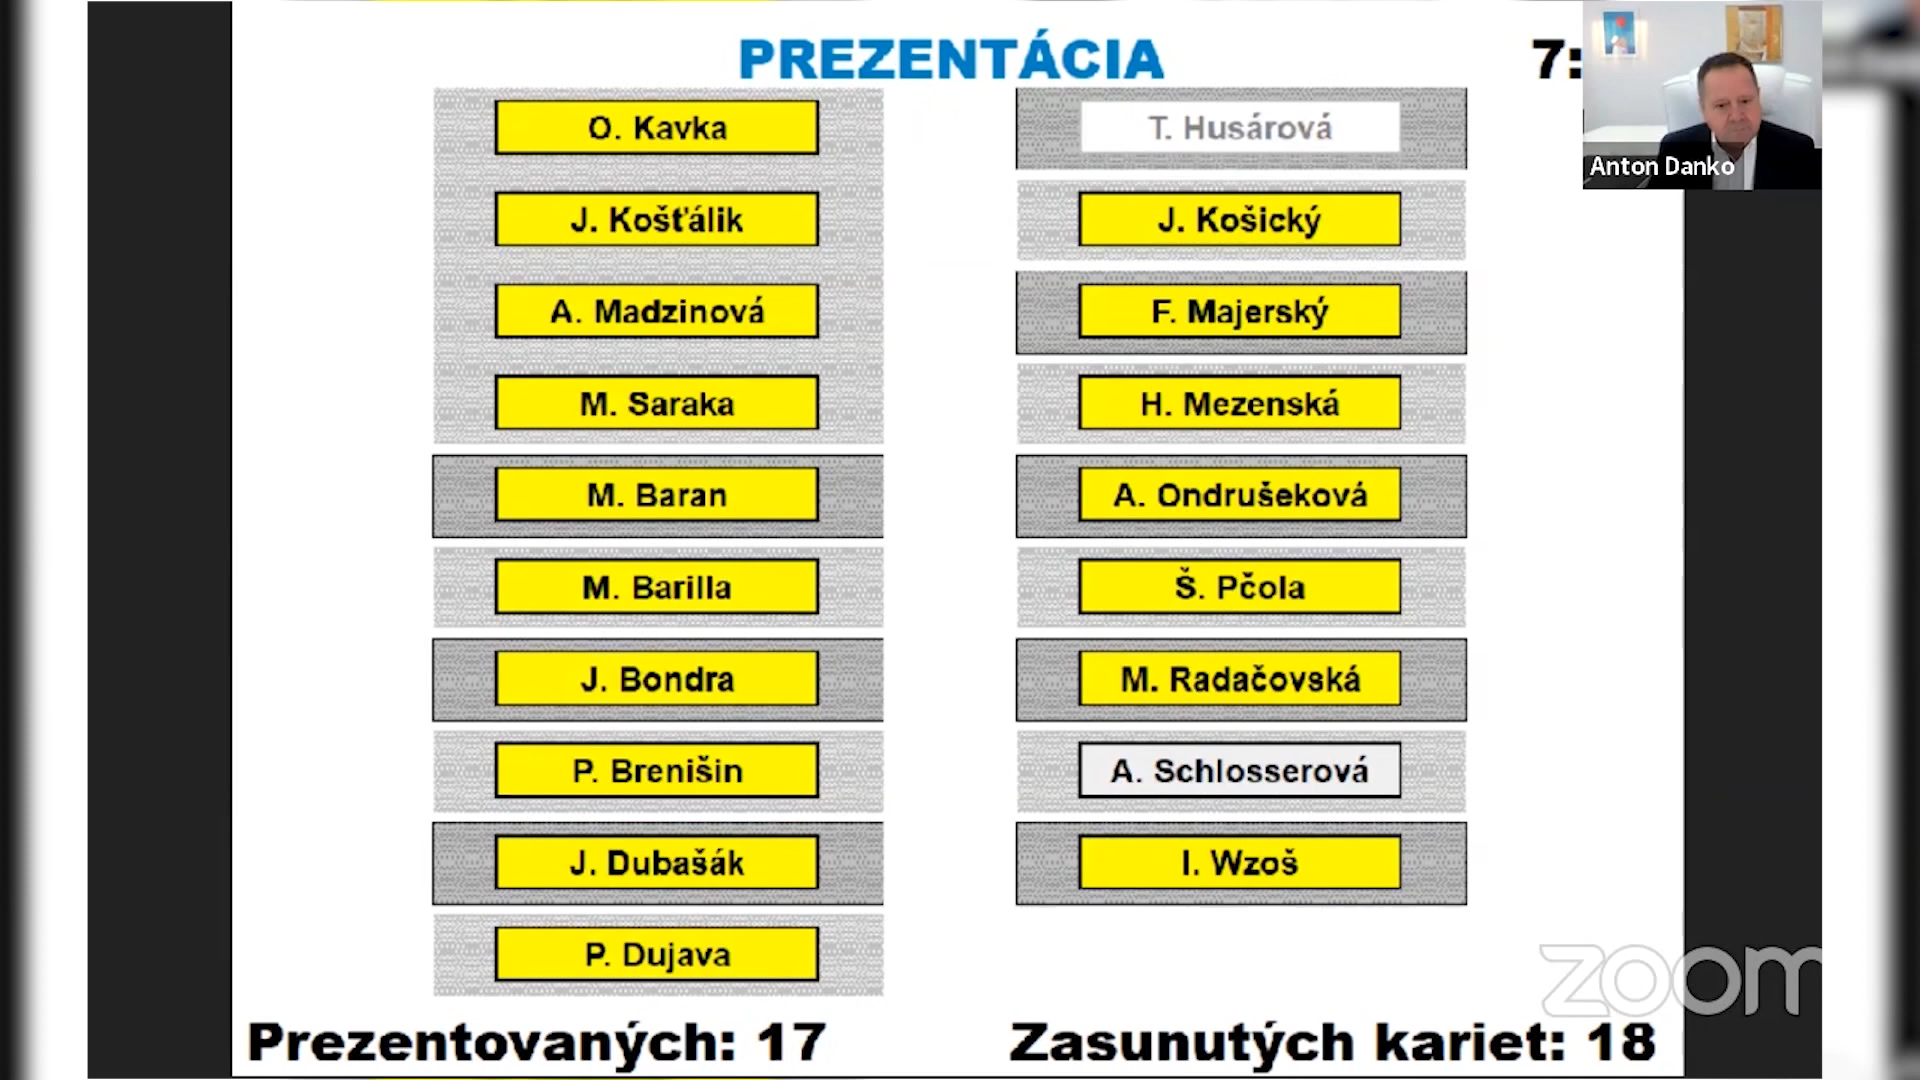 PREZENTÁCIA
7:
Anton Danko
O. Kavka
J. Košťálik
A. Madzinová
M. Saraka
M. Baran
M. Barilla
J. Bondra
P. Brenišin
J. Dubašák
P. Dujava
T. Husárová
J. Košický
F. Majerský
H. Mezenská
A. Ondrušeková
Š. Pčola
M. Radačovská
A. Schlosserová
I. Wzoš
Prezentovaných: 17
Zasunutých kariet: 18
zoom